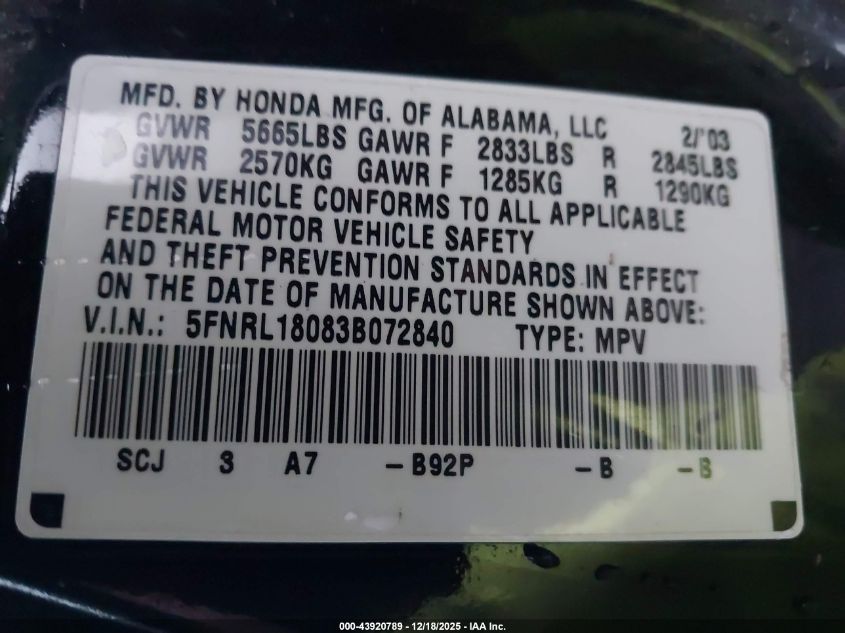 MFD. BY HONDA MFG. OF ALABAMA, LLC 2/'03
GVWR 5665LBS GAWR F 2833LBS R 2845LBS
GVWR 2570KG GAWR F 1285KG R 1290KG
THIS VEHICLE CONFORMS TO ALL APPLICABLE
FEDERAL MOTOR VEHICLE SAFETY
AND THEFT PREVENTION STANDARDS IN EFFECT
ON THE DATE OF MANUFACTURE SHOWN ABOVE:
V.I.N.: 5FNRL18083B072840 TYPE: MPV
SCJ 3 A7 -B92P -B -B
000-43920789 - 12/18/2025 - IAA Inc.